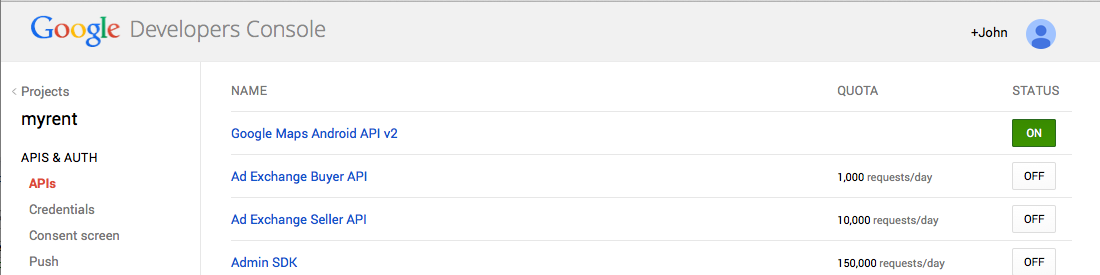 Google Developers Console
+John
< Projects
myrent
APIS & AUTH
APIs
Credentials
Consent screen
Push
NAME QUOTA STATUS
Google Maps Android API v2 ON
Ad Exchange Buyer API 1,000 requests/day OFF
Ad Exchange Seller API 10,000 requests/day OFF
Admin SDK 150,000 requests/day OFF